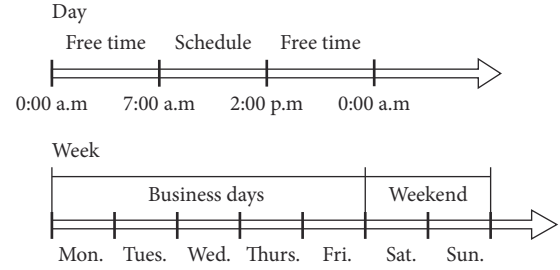 Day
Free time Schedule Free time
0:00 a.m 7:00 a.m 2:00 p.m 0:00 a.m
Week
Business days Weekend
Mon. Tues. Wed. Thurs. Fri. Sat. Sun.